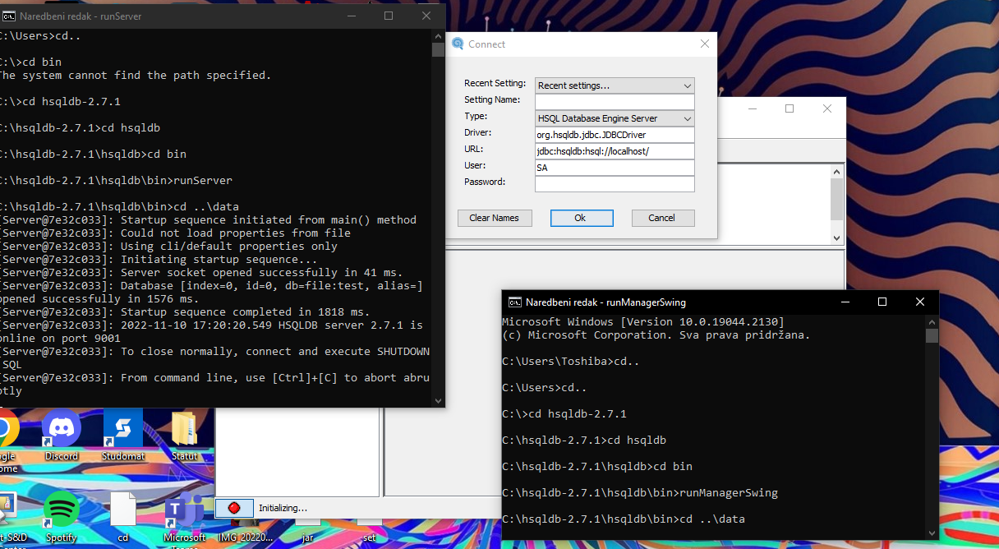 Naredbeni redak - runServer
C:\Users>cd..
C:\>cd bin
The system cannot find the path specified.
C:\>cd hsqldb-2.7.1
C:\hsqldb-2.7.1>cd hsqldb
C:\hsqldb-2.7.1\hsqldb>cd bin
C:\hsqldb-2.7.1\hsqldb\bin>runServer
C:\hsqldb-2.7.1\hsqldb\bin>cd ..\data
[Server@7e32c033]: Startup sequence initiated from main() method
[Server@7e32c033]: Could not load properties from file
[Server@7e32c033]: Using cli/default properties only
[Server@7e32c033]: Initiating startup sequence...
[Server@7e32c033]: Server socket opened successfully in 41 ms.
[Server@7e32c033]: Database [index=0, id=0, db=file:test, alias=]
opened successfully in 1576 ms.
[Server@7e32c033]: Startup sequence completed in 1818 ms.
[Server@7e32c033]: 2022-11-10 17:20:20.549 HSQLDB server 2.7.1 is
online on port 9001
[Server@7e32c033]: To close normally, connect and execute SHUTDOWN
SQL
[Server@7e32c033]: From command line, use [Ctrl]+[C] to abort abru
ptly
Connect
Recent Setting: Recent settings...
Setting Name:
Type: HSQL Database Engine Server
Driver: org.hsqldb.jdbc.JDBCDriver
URL: jdbc:hsqldb:hsql://localhost/
User: SA
Password:
Clear Names Ok Cancel
Naredbeni redak - runManagerSwing
Microsoft Windows [Version 10.0.19044.2130]
(c) Microsoft Corporation. Sva prava pridržana.
C:\Users\Toshiba>cd..
C:\Users>cd..
C:\>cd hsqldb-2.7.1
C:\hsqldb-2.7.1>cd hsqldb
C:\hsqldb-2.7.1\hsqldb>cd bin
C:\hsqldb-2.7.1\hsqldb\bin>runManagerSwing
C:\hsqldb-2.7.1\hsqldb\bin>cd ..\data
Initializing...
ogle
ome
Discord
Studomat
Statut
t-S&D
Center
Spotify
cd
Microsoft
Teams
IMG_20220...
jar
set